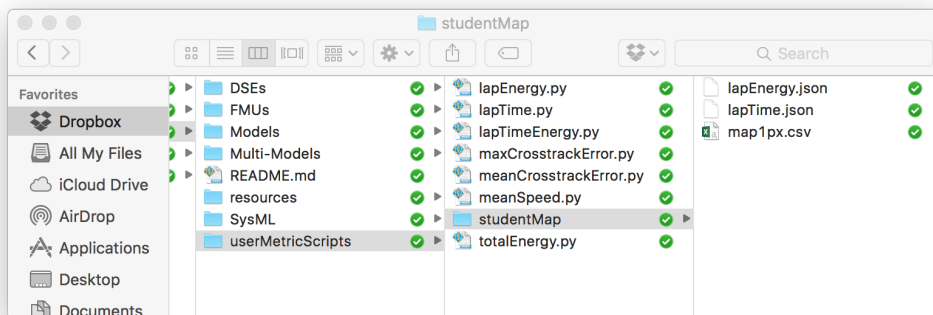 studentMap
Search
Favorites
Dropbox
All My Files
iCloud Drive
AirDrop
Applications
Desktop
Documents
DSEs
FMUs
Models
Multi-Models
README.md
resources
SysML
userMetricScripts
lapEnergy.py
lapTime.py
lapTimeEnergy.py
maxCrosstrackError.py
meanCrosstrackError.py
meanSpeed.py
studentMap
totalEnergy.py
lapEnergy.json
lapTime.json
map1px.csv